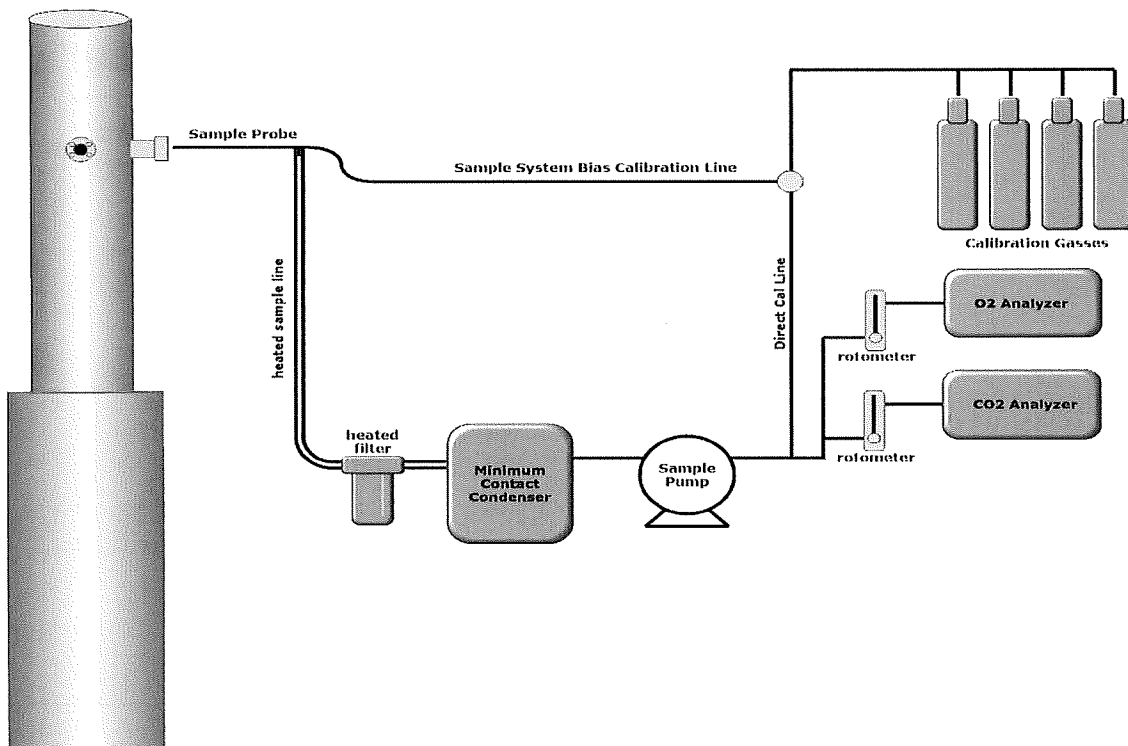 Sample Probe
Sample System Bias Calibration Line
Calibration Gasses
heated sample line
Direct Cal Line
O2 Analyzer
rotometer
CO2 Analyzer
rotometer
heated
filter
Minimum
Contact
Condenser
Sample
Pump